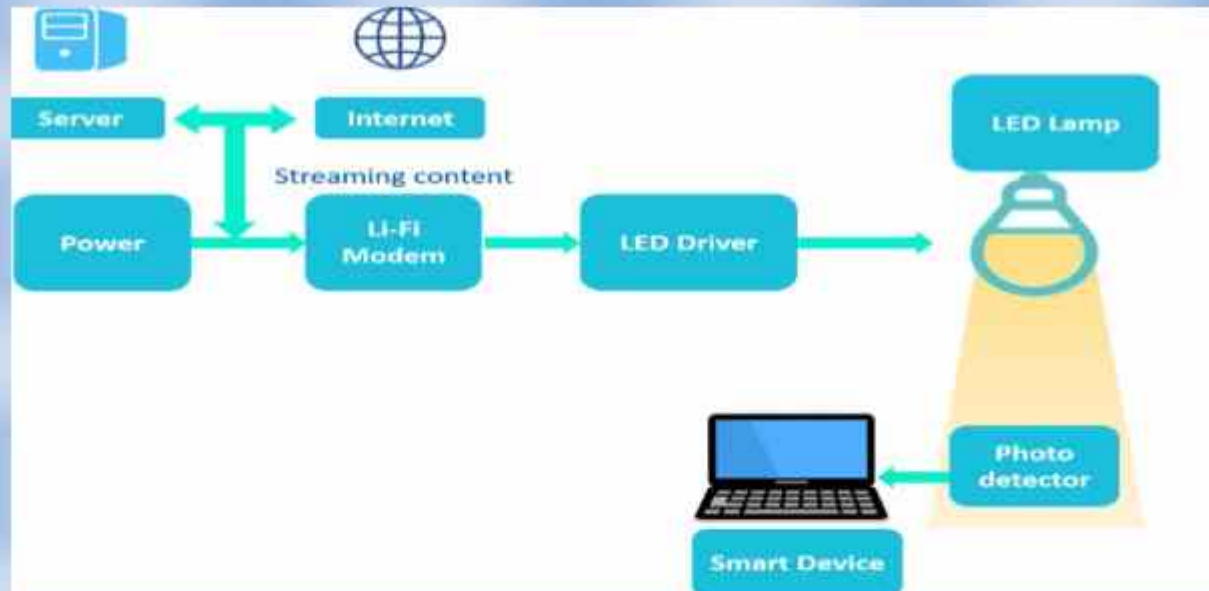 Server
Internet
LED Lamp
Streaming content
Power
Li-Fi
Modem
LED Driver
Photo
detector
Smart Device